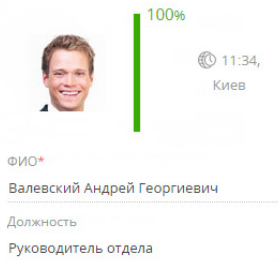 100%
11:34,
Киев
ФИО*
Валевский Андрей Георгиевич
Должность
Руководитель отдела